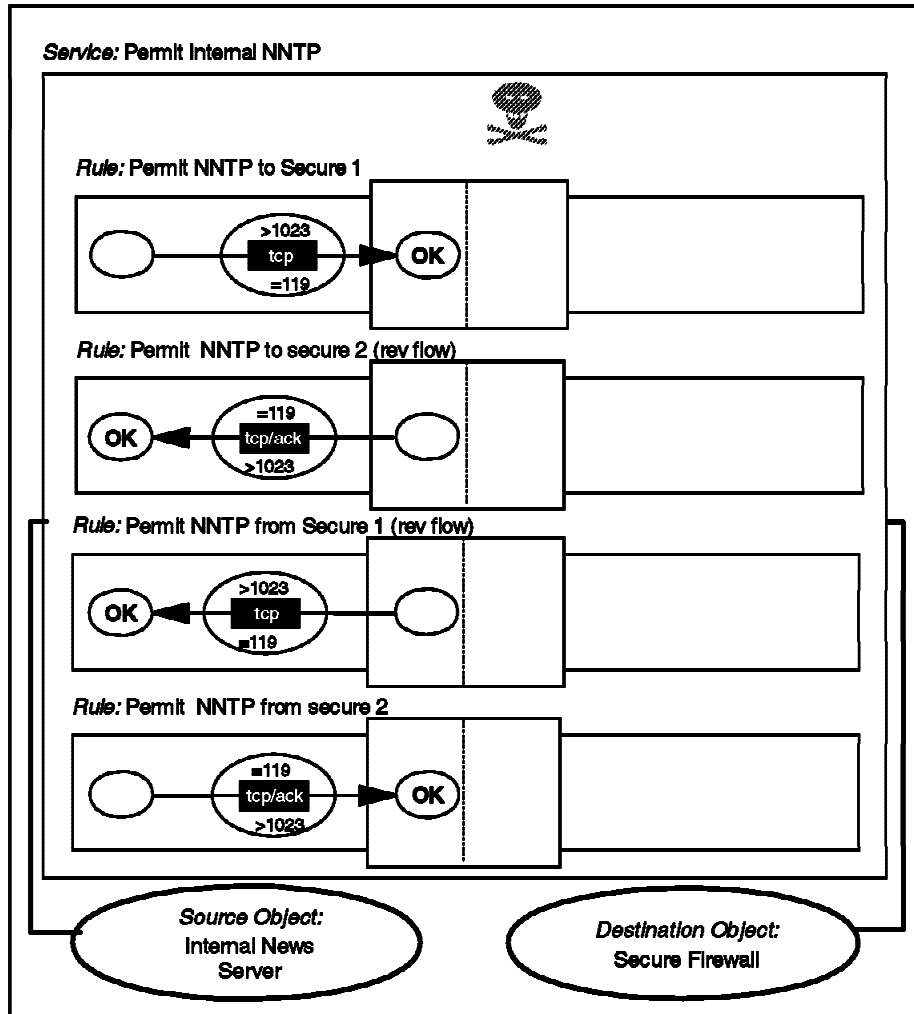 Service: Permit Internal NNTP
Rule: Permit NNTP to Secure 1
>1023
tcp
=119
OK
Rule: Permit NNTP to secure 2 (rev flow)
OK
=119
tcp/ack
>1023
Rule: Permit NNTP from Secure 1 (rev flow)
OK
>1023
tcp
=119
Rule: Permit NNTP from secure 2
=119
tcp/ack
>1023
OK
Source Object:
Internal News
Server
Destination Object:
Secure Firewall